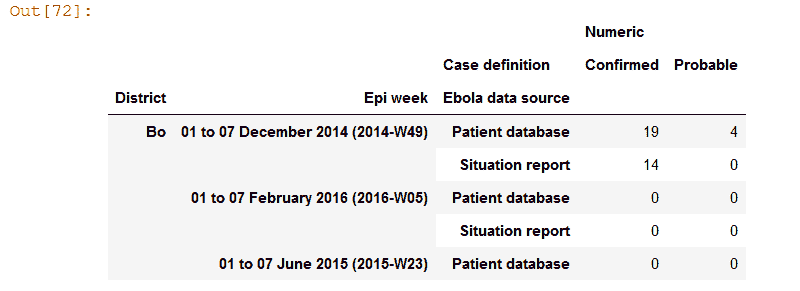 Out[72]:
Numeric
Case definition Confirmed Probable
District Epi week Ebola data source
Bo 01 to 07 December 2014 (2014-W49) Patient database 19 4
Situation report 14 0
01 to 07 February 2016 (2016-W05) Patient database 0 0
Situation report 0 0
01 to 07 June 2015 (2015-W23) Patient database 0 0